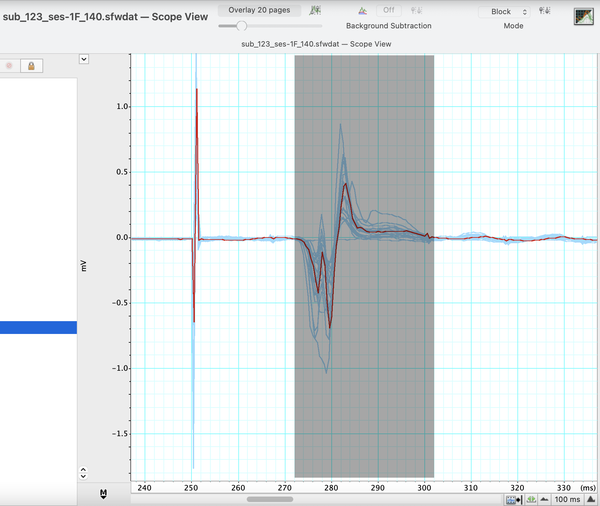 sub_123_ses-1F_140.sfwdat — Scope View
Overlay 20 pages
Off
Background Subtraction
Block
Mode
sub_123_ses-1F_140.sfwdat — Scope View
1.0
0.5
0.0
-0.5
-1.0
-1.5
mV
240 250 260 270 280 290 300 310 320 330 (ms)
M
100 ms